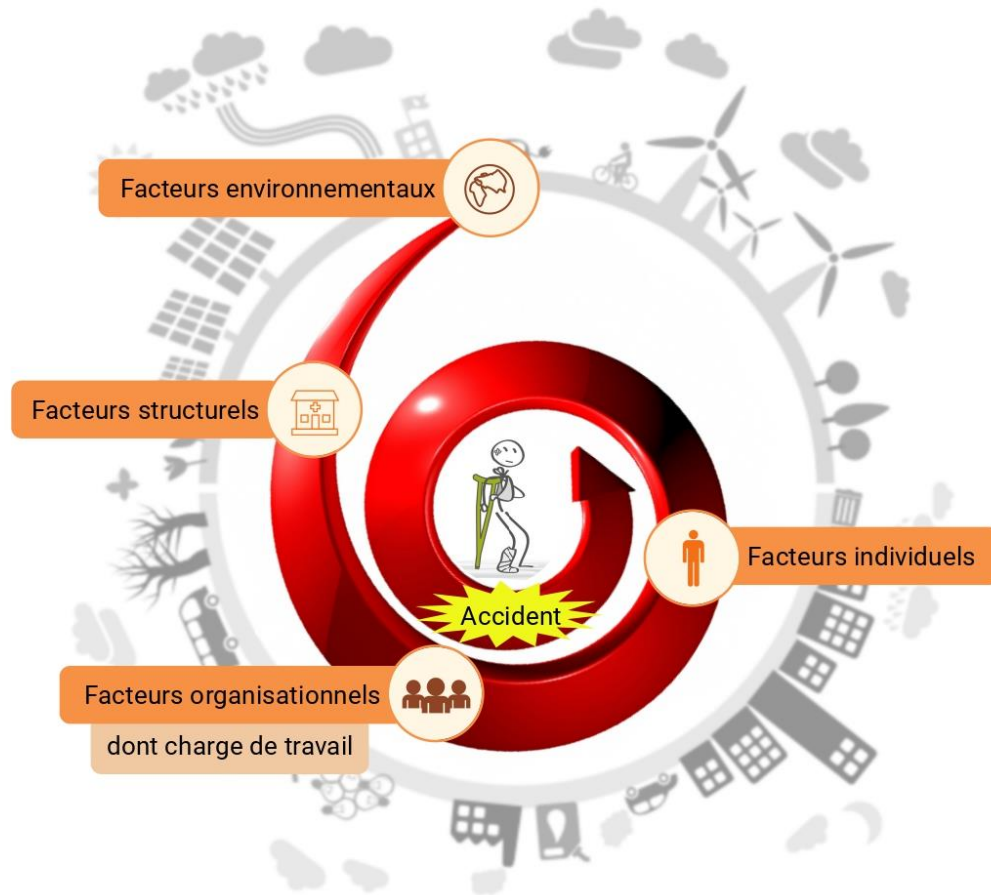 Facteurs environnementaux
Facteurs structurels
Facteurs individuels
Accident
Facteurs organisationnels
dont charge de travail